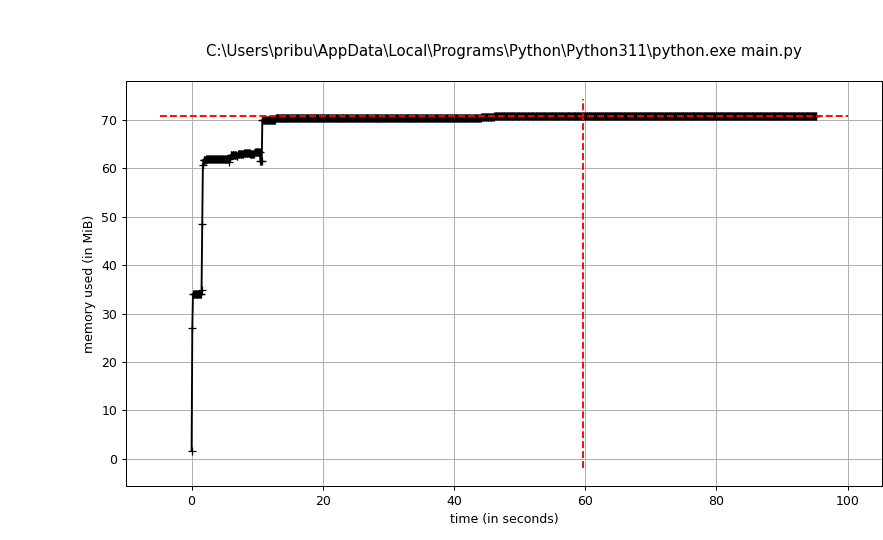 C:\Users\pribu\AppData\Local\Programs\Python\Python311\python.exe main.py
memory used (in MiB)
70
60
50
40
30
20
10
0
0 20 40 60 80 100
time (in seconds)